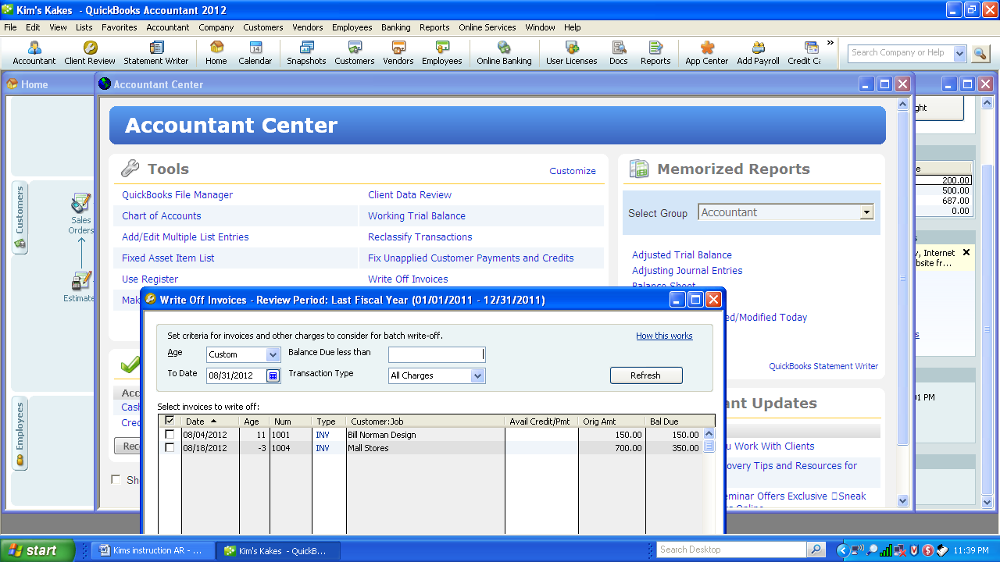 Kim's Kakes - QuickBooks Accountant 2012
File Edit View Lists Favorites Accountant Company Customers Vendors Employees Banking Reports Online Services Window Help
Accountant Client Review Statement Writer Home Calendar Snapshots Customers Vendors Employees Online Banking User Licenses Docs Reports App Center Add Payroll Credit Ca »
Search Company or Help
Home
Accountant Center
Accountant Center
Tools
Customize
QuickBooks File Manager Client Data Review
Chart of Accounts Working Trial Balance
Add/Edit Multiple List Entries Reclassify Transactions
Fixed Asset Item List Fix Unapplied Customer Payments and Credits
Use Register Write Off Invoices
Mak
Memorized Reports
Select Group Accountant
Adjusted Trial Balance
Adjusting Journal Entries
Balance Sheet
ed/Modified Today
QuickBooks Statement Writer
ght
e
200.00
500.00
687.00
0.00
s
y, Internet
bsite fr...
s
01 PM
Customers
Sales
Orders
Estimate
Employees
Write Off Invoices - Review Period: Last Fiscal Year (01/01/2011 - 12/31/2011)
Set criteria for invoices and other charges to consider for batch write-off.
How this works
Age Custom Balance Due less than
To Date 08/31/2012 Transaction Type All Charges Refresh
Select invoices to write off:
Date Age Num Type Customer:Job Avail Credit/Pmt Orig Amt Bal Due
08/04/2012 11 1001 INV Bill Norman Design 150.00 150.00
08/18/2012 -3 1004 INV Mall Stores 700.00 350.00
Acc
Cash
Cred
Reco
Sho
ant Updates
u Work With Clients
overy Tips and Resources for
eminar Offers Exclusive Sneak
start Kims instruction AR - ... Kim's Kakes - QuickB... Search Desktop 11:39 PM